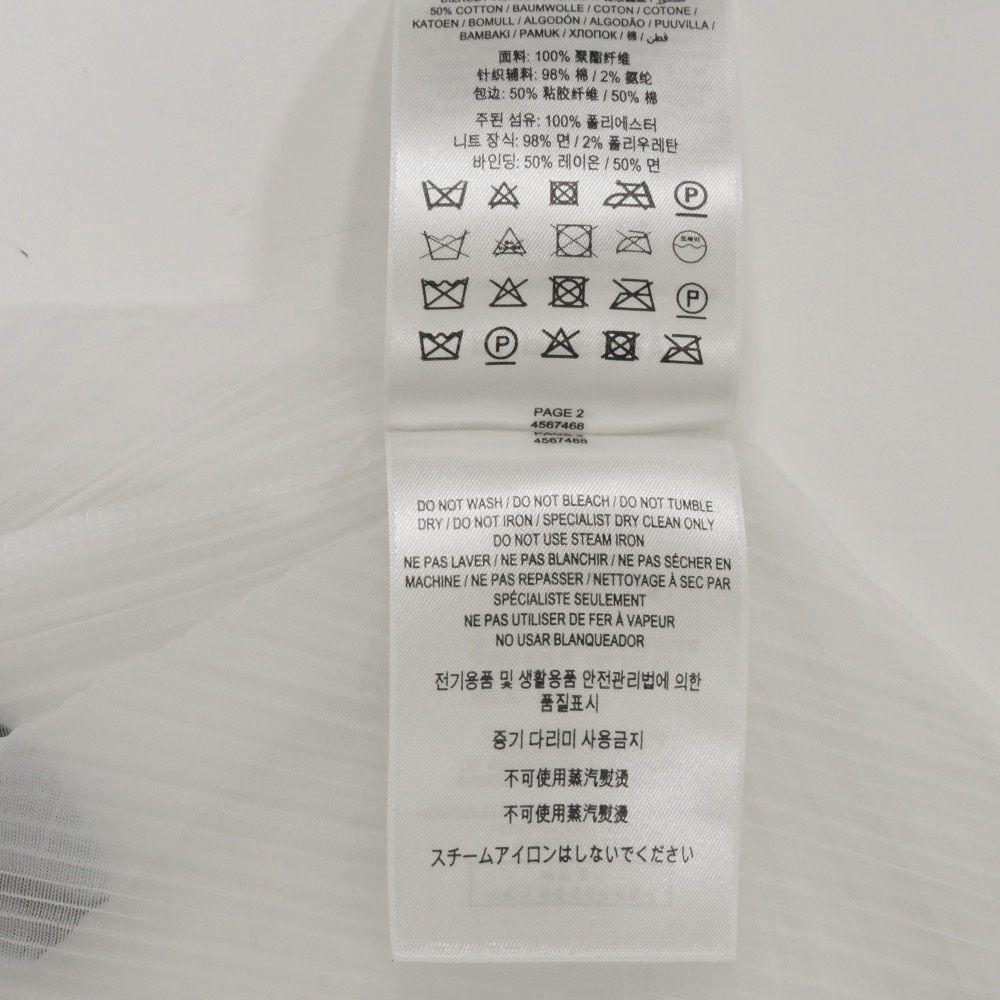 50% COTTON / BAUMWOLLE / COTON / COTONE /
KATOEN / BOMULL / ALGODÓN / ALGODÃO / PUUVILLA /
BAMBAKI / PAMUK / ХЛОПОК / 棉 / قطن
面料: 100% 聚酯纤维
针织辅料: 98% 棉 / 2% 氨纶
包边: 50% 粘胶纤维 / 50% 棉
주된 섬유: 100% 폴리에스터
니트 장식: 98% 면 / 2% 폴리우레탄
바인딩: 50% 레이온 / 50% 면
P
드라이
P
P
PAGE 2
4567468
4567468
DO NOT WASH / DO NOT BLEACH / DO NOT TUMBLE
DRY / DO NOT IRON / SPECIALIST DRY CLEAN ONLY
DO NOT USE STEAM IRON
NE PAS LAVER / NE PAS BLANCHIR / NE PAS SÉCHER EN
MACHINE / NE PAS REPASSER / NETTOYAGE À SEC PAR
SPÉCIALISTE SEULEMENT
NE PAS UTILISER DE FER À VAPEUR
NO USAR BLANQUEADOR
전기용품 및 생활용품 안전관리법에 의한
품질표시
증기 다리미 사용금지
不可使用蒸汽熨烫
不可使用蒸汽熨燙
スチームアイロンはしないでください